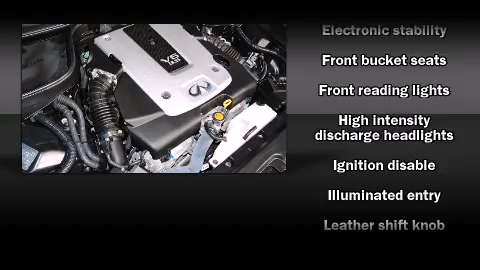 Electronic stability
Front bucket seats
Front reading lights
High intensity
discharge headlights
Ignition disable
Illuminated entry
Leather shift knob
V6